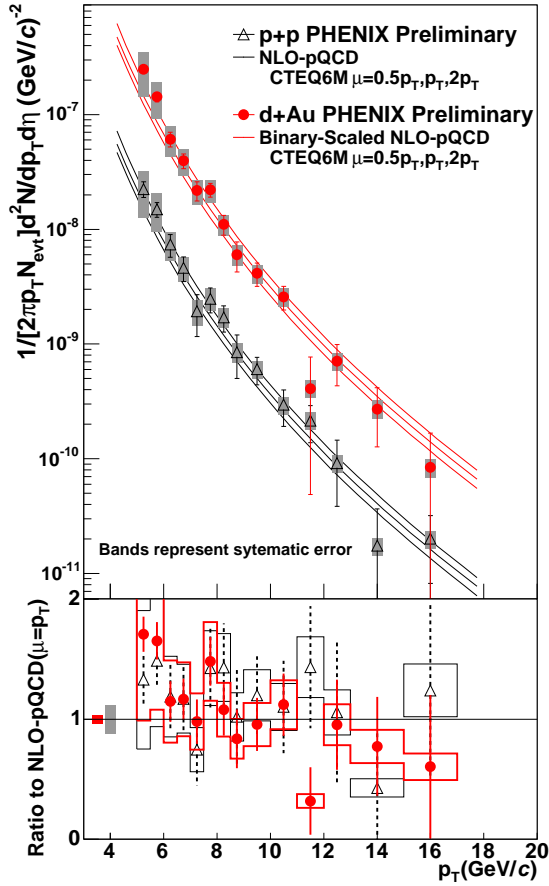 p+p PHENIX Preliminary
NLO-pQCD
CTEQ6M μ=0.5p_T,p_T,2p_T
d+Au PHENIX Preliminary
Binary-Scaled NLO-pQCD
CTEQ6M μ=0.5p_T,p_T,2p_T
1/[2πp_T N_evt]d²N/dp_Tdη (GeV/c)⁻²
10⁻⁷
10⁻⁸
10⁻⁹
10⁻¹⁰
10⁻¹¹
Bands represent sytematic error
Ratio to NLO-pQCD(μ=p_T)
2
1
0
4 6 8 10 12 14 16 18 20
p_T(GeV/c)